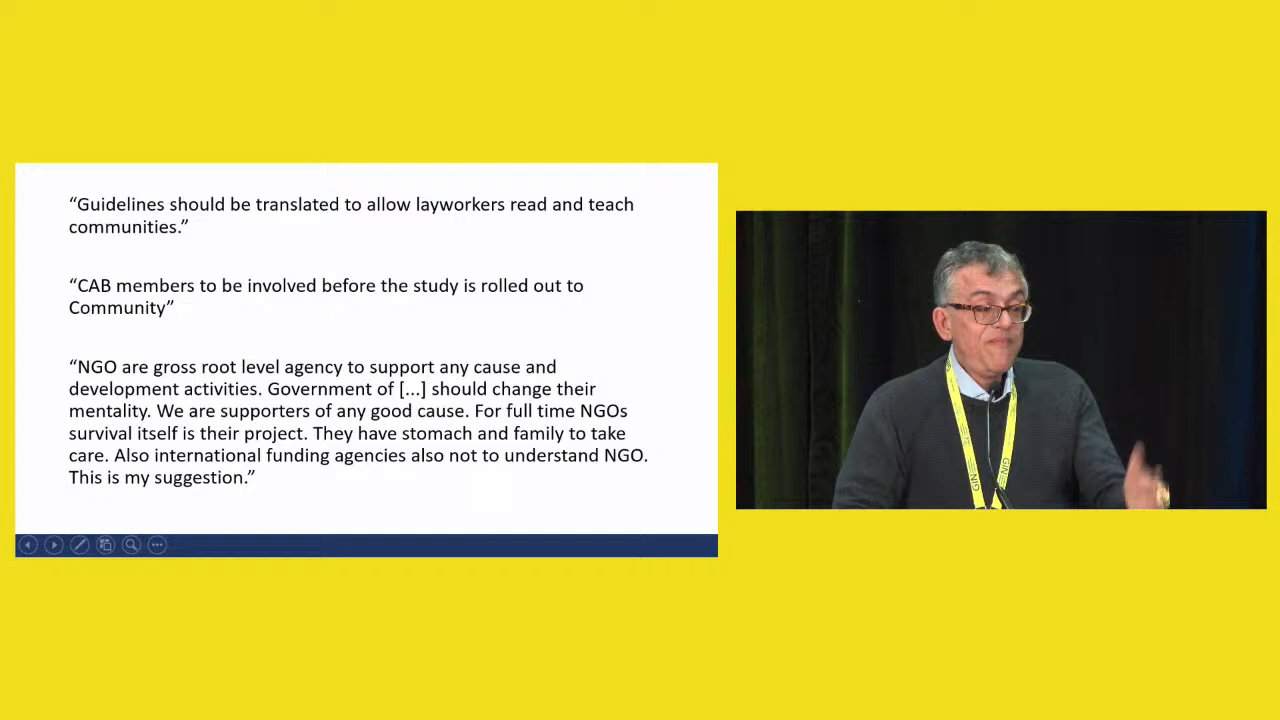 “Guidelines should be translated to allow layworkers read and teach
communities.”
“CAB members to be involved before the study is rolled out to
Community”
“NGO are gross root level agency to support any cause and
development activities. Government of [...] should change their
mentality. We are supporters of any good cause. For full time NGOs
survival itself is their project. They have stomach and family to take
care. Also international funding agencies also not to understand NGO.
This is my suggestion.”
GIN
GIN